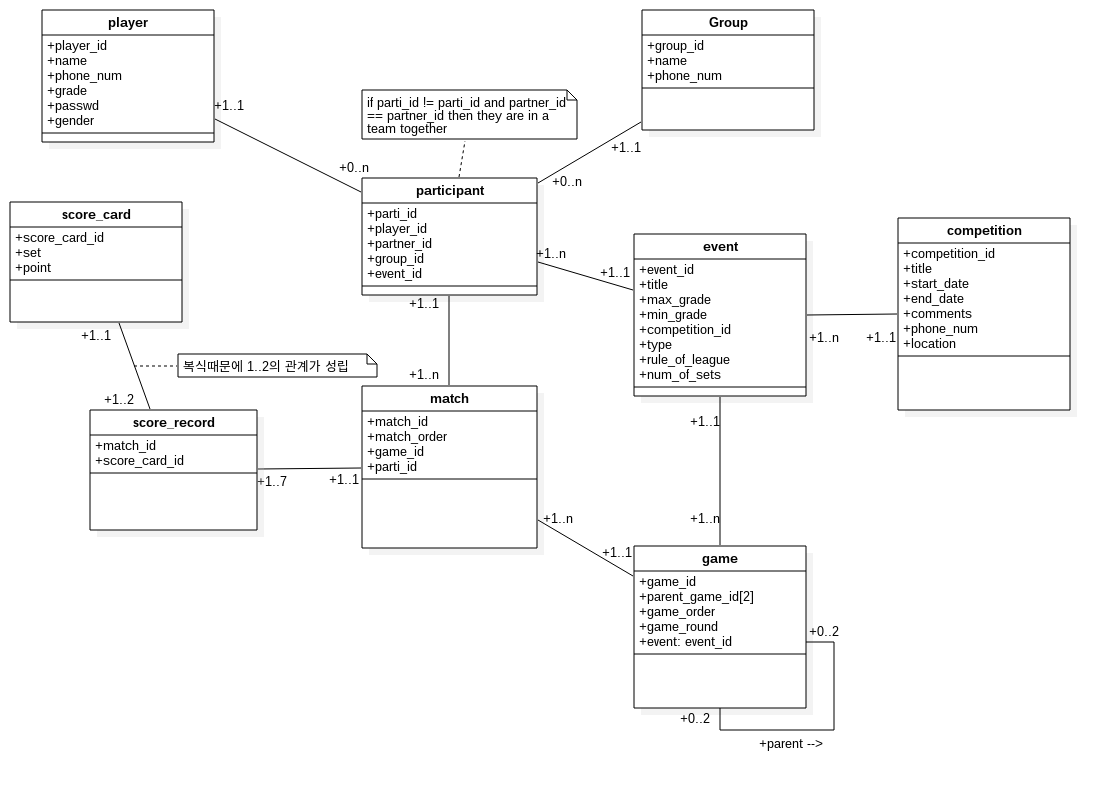 player
+player_id
+name
+phone_num
+grade
+passwd
+gender
+1..1
+0..n
Group
+group_id
+name
+phone_num
+1..1
+0..n
if parti_id != parti_id and partner_id
== partner_id then they are in a
team together
participant
+parti_id
+player_id
+partner_id
+group_id
+event_id
+1..n
+1..1
+1..1
+1..n
score_card
+score_card_id
+set
+point
+1..1
+1..2
복식때문에 1..2의 관계가 성립
event
+event_id
+title
+max_grade
+min_grade
+competition_id
+type
+rule_of_league
+num_of_sets
+1..n
+1..1
competition
+competition_id
+title
+start_date
+end_date
+comments
+phone_num
+location
score_record
+match_id
+score_card_id
+1..7
+1..1
match
+match_id
+match_order
+game_id
+parti_id
+1..n
+1..1
+1..1
+1..n
game
+game_id
+parent_game_id[2]
+game_order
+game_round
+event: event_id
+0..2
+0..2
+parent -->